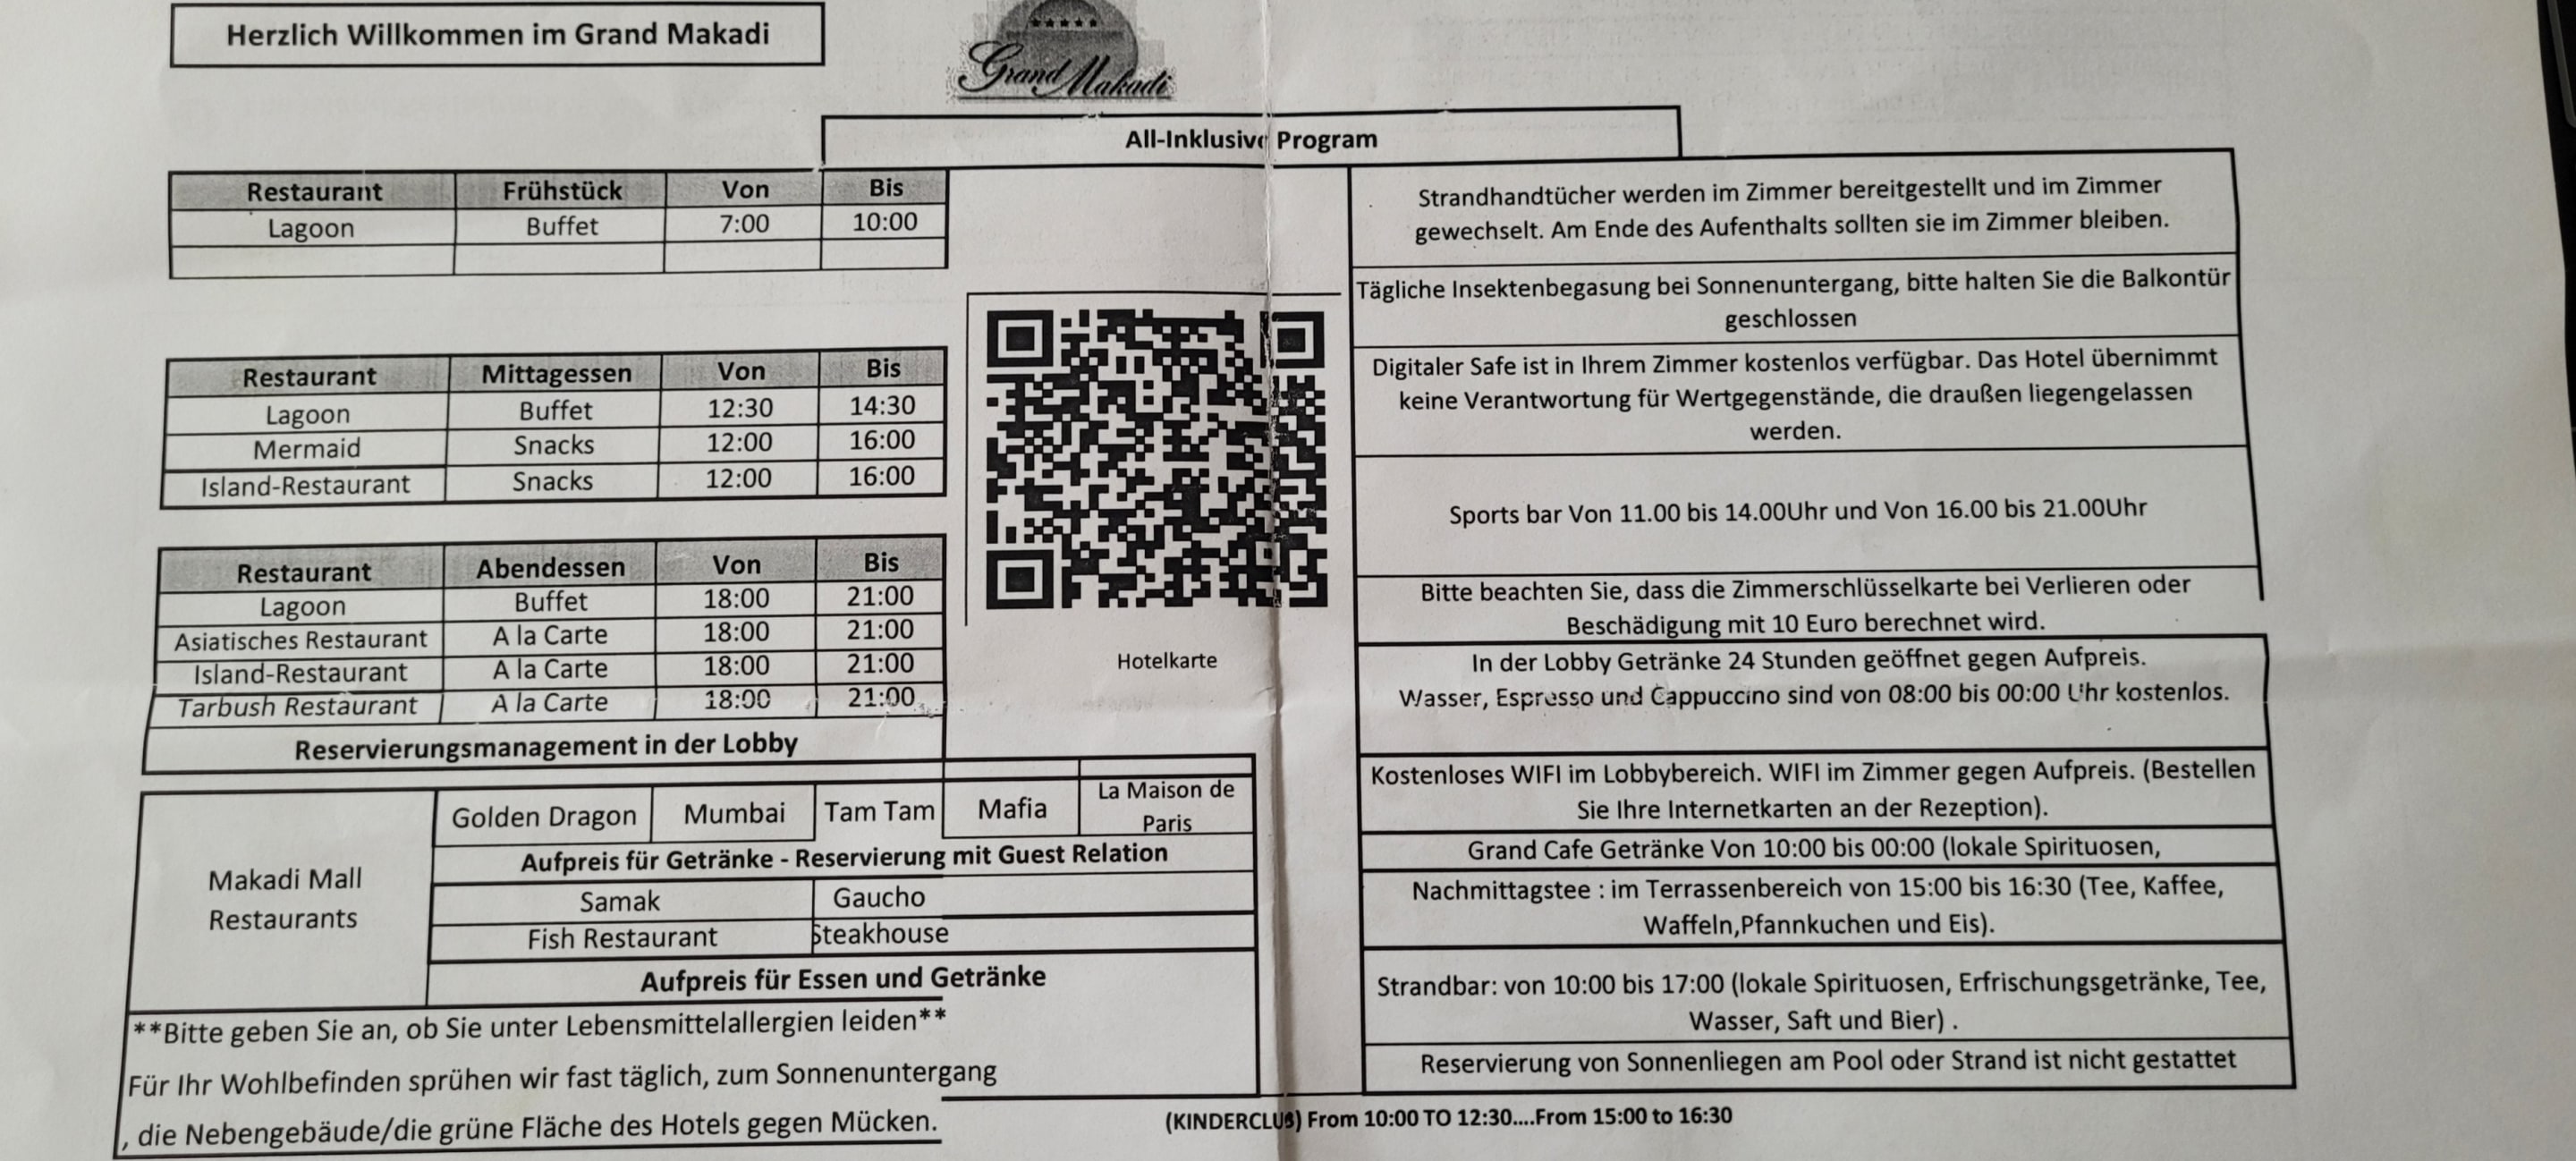 Herzlich Willkommen im Grand Makadi
Grand Makadi
All-Inklusive Program
Restaurant Frühstück Von Bis
Lagoon Buffet 7:00 10:00
Restaurant Mittagessen Von Bis
Lagoon Buffet 12:30 14:30
Mermaid Snacks 12:00 16:00
Island-Restaurant Snacks 12:00 16:00
Restaurant Abendessen Von Bis
Lagoon Buffet 18:00 21:00
Asiatisches Restaurant A la Carte 18:00 21:00
Island-Restaurant A la Carte 18:00 21:00
Tarbush Restaurant A la Carte 18:00 21:00
Reservierungsmanagement in der Lobby
Makadi Mall
Restaurants
Golden Dragon Mumbai Tam Tam Mafia La Maison de
Paris
Aufpreis für Getränke - Reservierung mit Guest Relation
Samak Gaucho
Fish Restaurant Steakhouse
Aufpreis für Essen und Getränke
**Bitte geben Sie an, ob Sie unter Lebensmittelallergien leiden**
Für Ihr Wohlbefinden sprühen wir fast täglich, zum Sonnenuntergang
, die Nebengebäude/die grüne Fläche des Hotels gegen Mücken.
Hotelkarte
Strandhandtücher werden im Zimmer bereitgestellt und im Zimmer
gewechselt. Am Ende des Aufenthalts sollten sie im Zimmer bleiben.
Tägliche Insektenbegasung bei Sonnenuntergang, bitte halten Sie die Balkontür
geschlossen
Digitaler Safe ist in Ihrem Zimmer kostenlos verfügbar. Das Hotel übernimmt
keine Verantwortung für Wertgegenstände, die draußen liegengelassen
werden.
Sports bar Von 11.00 bis 14.00Uhr und Von 16.00 bis 21.00Uhr
Bitte beachten Sie, dass die Zimmerschlüsselkarte bei Verlieren oder
Beschädigung mit 10 Euro berechnet wird.
In der Lobby Getränke 24 Stunden geöffnet gegen Aufpreis.
Wasser, Espresso und Cappuccino sind von 08:00 bis 00:00 Uhr kostenlos.
Kostenloses WIFI im Lobbybereich. WIFI im Zimmer gegen Aufpreis. (Bestellen
Sie Ihre Internetkarten an der Rezeption).
Grand Cafe Getränke Von 10:00 bis 00:00 (lokale Spirituosen,
Nachmittagstee : im Terrassenbereich von 15:00 bis 16:30 (Tee, Kaffee,
Waffeln,Pfannkuchen und Eis).
Strandbar: von 10:00 bis 17:00 (lokale Spirituosen, Erfrischungsgetränke, Tee,
Wasser, Saft und Bier) .
Reservierung von Sonnenliegen am Pool oder Strand ist nicht gestattet
(KINDERCLUB) From 10:00 TO 12:30....From 15:00 to 16:30